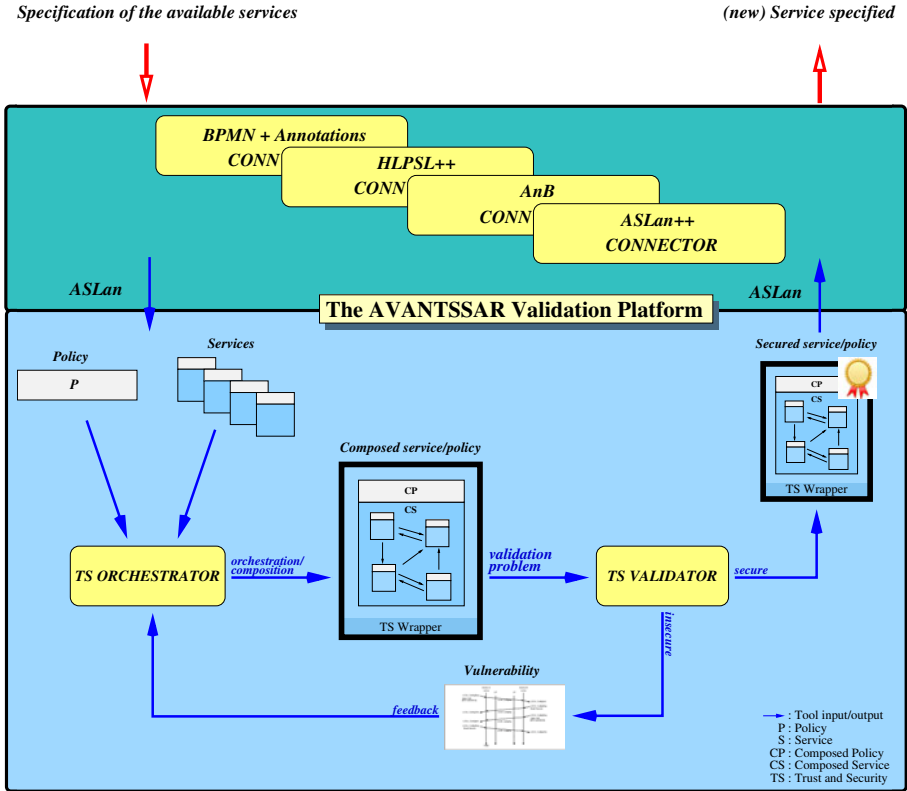 Specification of the available services
(new) Service specified
BPMN + Annotations
CONN
HLPSL++
CONN
AnB
CONN
ASLan++
CONNECTOR
ASLan
ASLan
The AVANTSSAR Validation Platform
Policy
P
Services
Secured service/policy
CP
CS
TS Wrapper
Composed service/policy
CP
CS
TS Wrapper
TS ORCHESTRATOR
orchestration/
composition
validation
problem
TS VALIDATOR
secure
insecure
Vulnerability
feedback
: Tool input/output
P : Policy
S : Service
CP : Composed Policy
CS : Composed Service
TS : Trust and Security